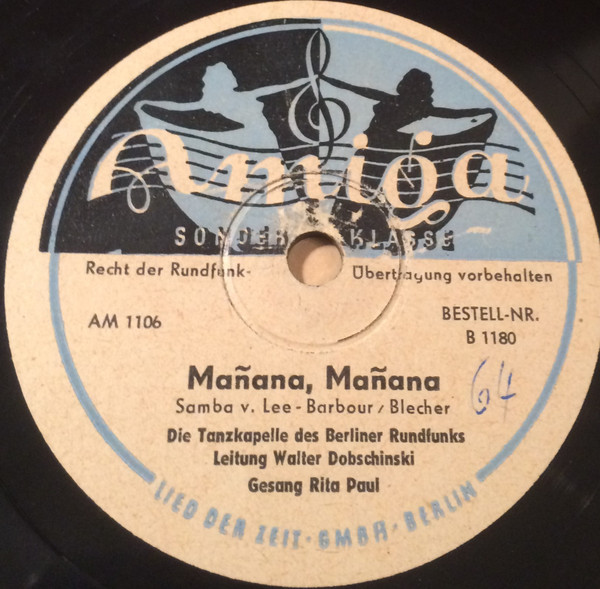 Amiga
SONDER KLASSE
Recht der Rundfunk- Übertragung vorbehalten
AM 1106
BESTELL-NR.
B 1180
64
Mañana, Mañana
Samba v. Lee - Barbour / Blecher
Die Tanzkapelle des Berliner Rundfunks
Leitung Walter Dobschinski
Gesang Rita Paul
LIED DER ZEIT · GMBH · BERLIN